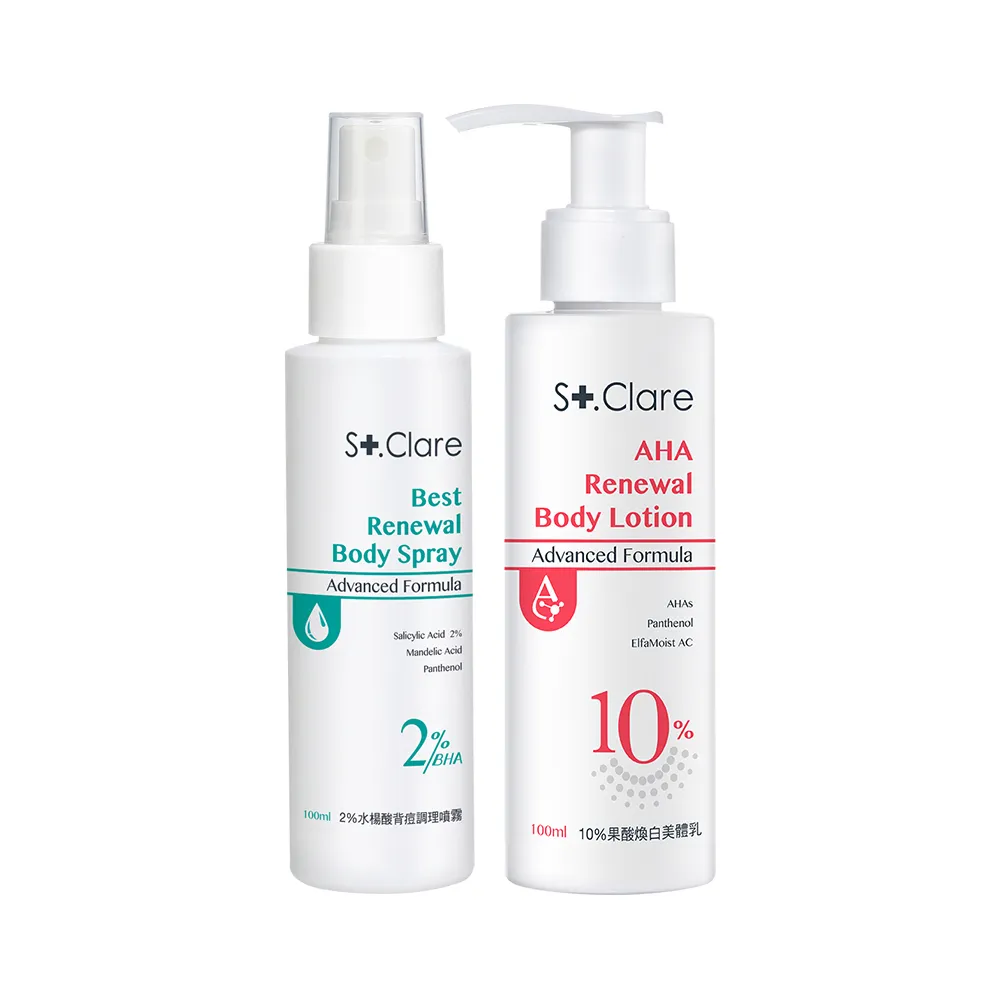 St.Clare
Best
Renewal
Body Spray
Advanced Formula
Salicylic Acid 2%
Mandelic Acid
Panthenol
2%
BHA
100ml 2%水楊酸背痘調理噴霧
St.Clare
AHA
Renewal
Body Lotion
Advanced Formula
A
AHAs
Panthenol
ElfaMoist AC
10%
100ml 10%果酸煥白美體乳